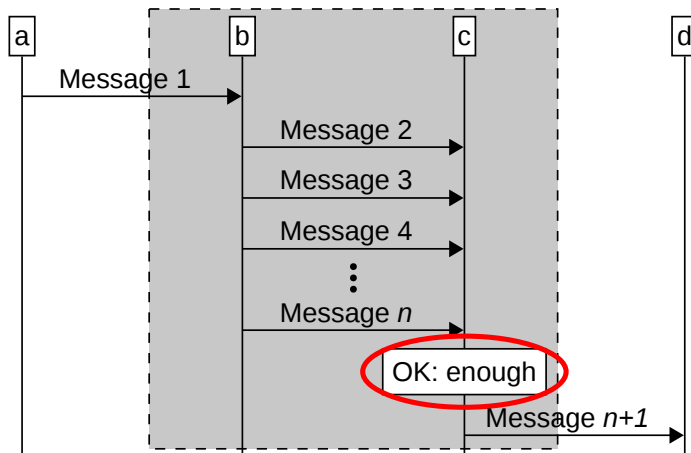 a b c d
Message 1
Message 2
Message 3
Message 4
Message n
OK: enough
Message n+1